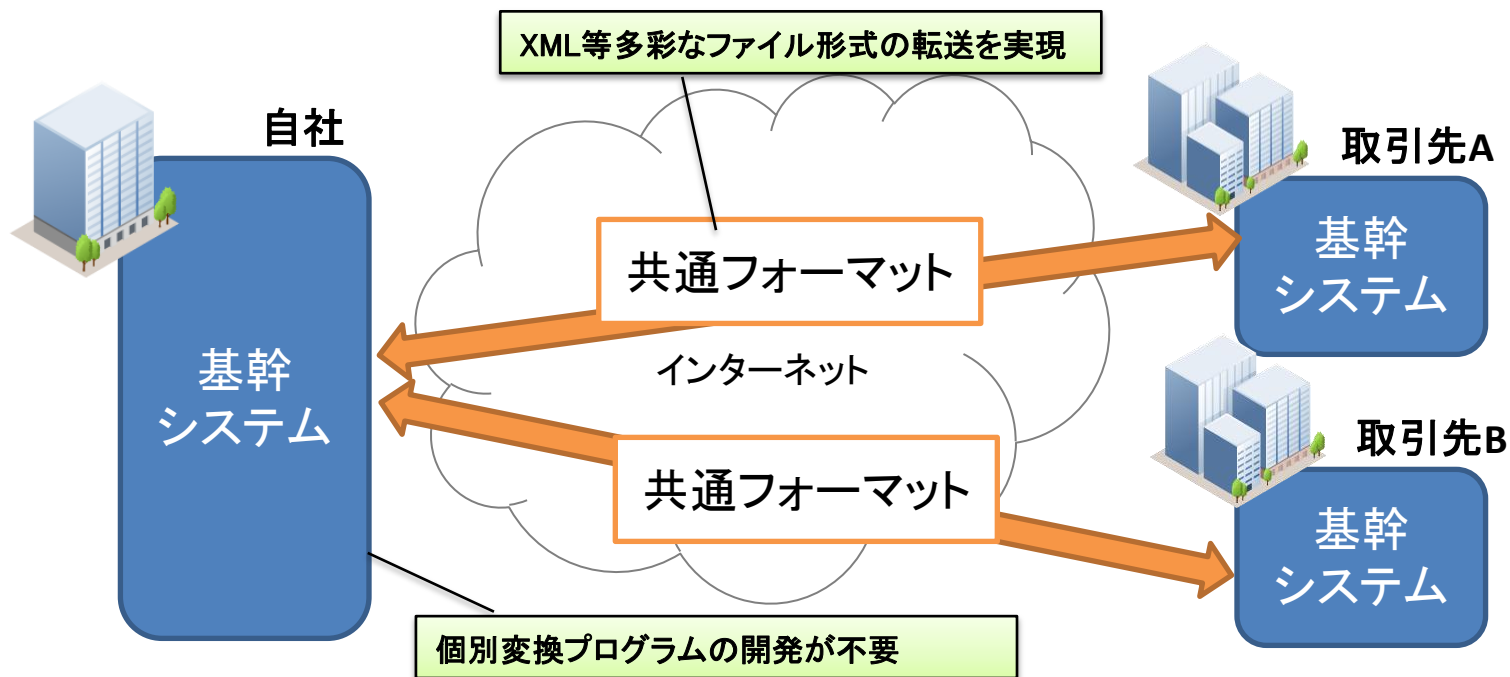 XML等多彩なファイル形式の転送を実現
自社
取引先A
基幹
システム
共通フォーマット
基幹
システム
インターネット
取引先B
共通フォーマット
基幹
システム
個別変換プログラムの開発が不要